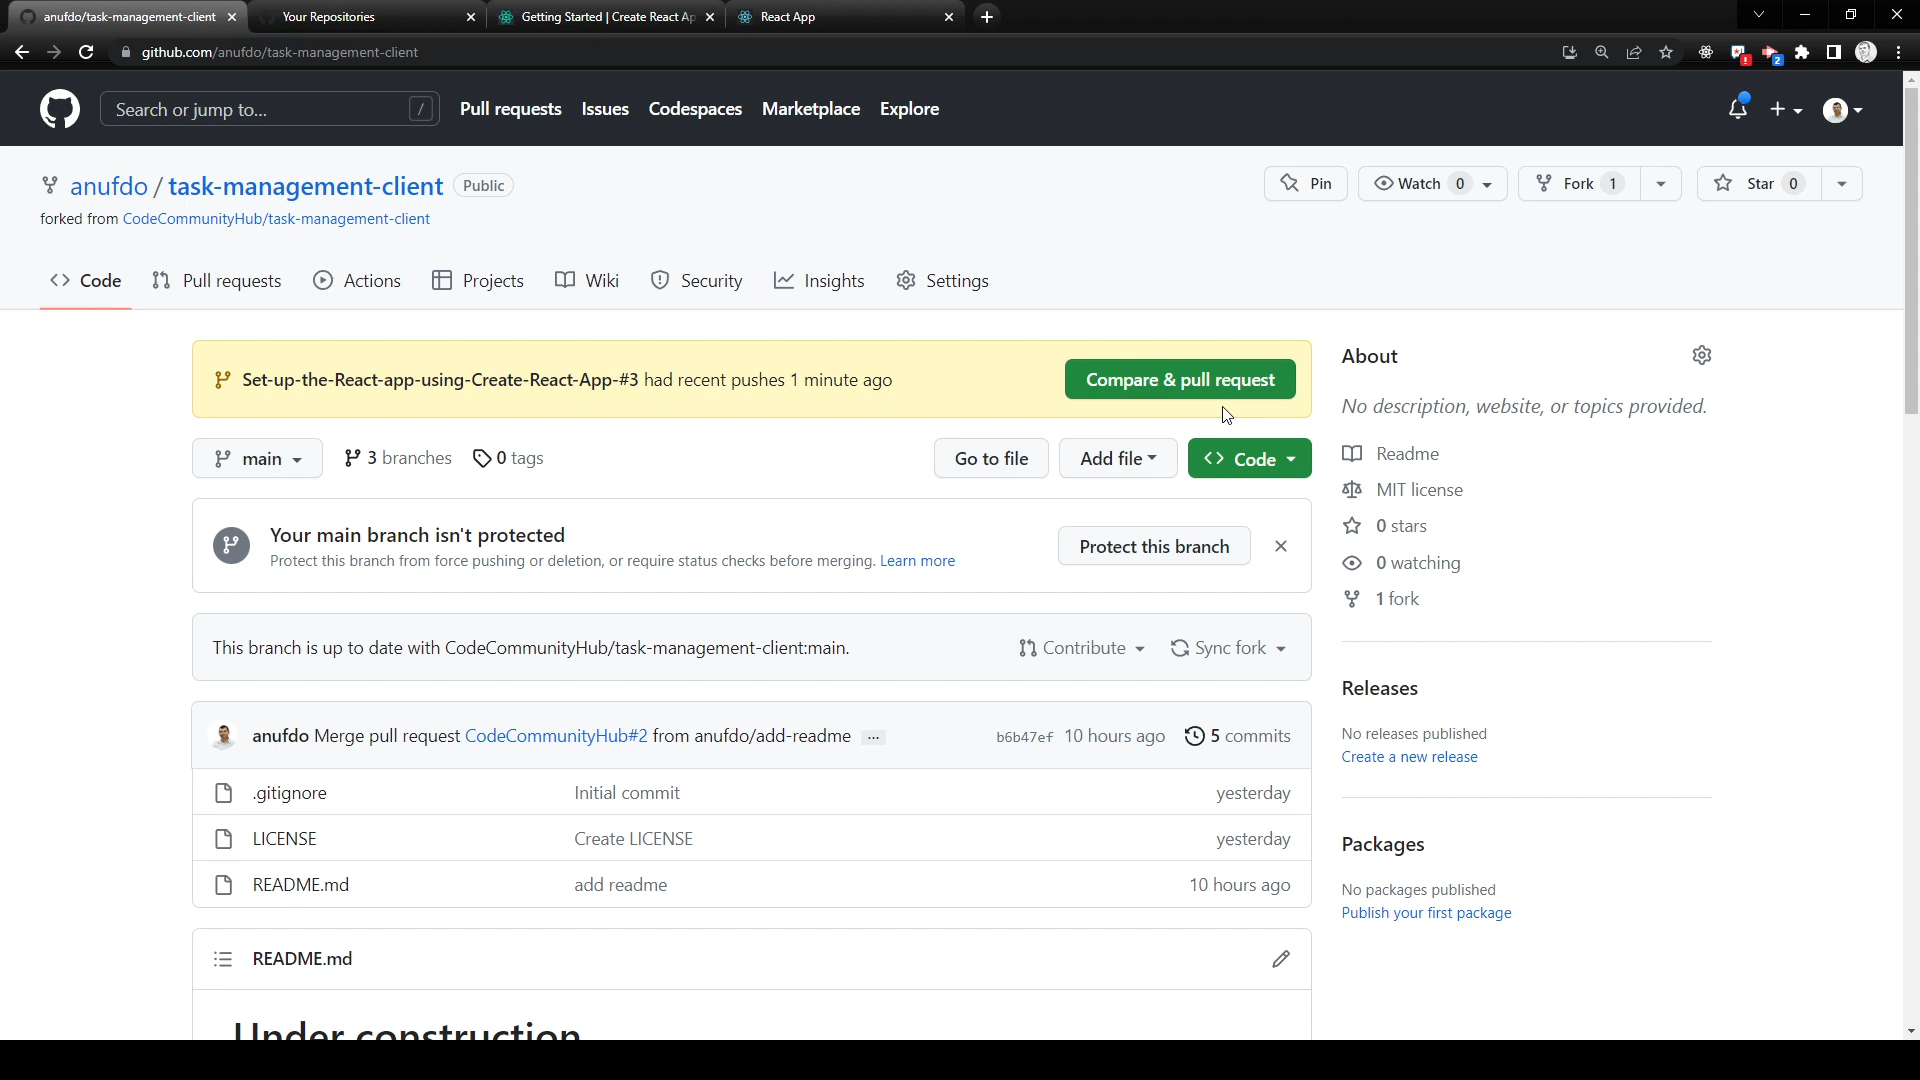 anufdo/task-management-client
Your Repositories
Getting Started | Create React Ap
React App
github.com/anufdo/task-management-client
2
Search or jump to...
/
Pull requests
Issues
Codespaces
Marketplace
Explore
anufdo / task-management-client
Public
Pin
Watch 0
Fork 1
Star 0
forked from CodeCommunityHub/task-management-client
Code
Pull requests
Actions
Projects
Wiki
Security
Insights
Settings
Set-up-the-React-app-using-Create-React-App-#3 had recent pushes 1 minute ago
Compare & pull request
main
3 branches
0 tags
Go to file
Add file
Code
Your main branch isn't protected
Protect this branch from force pushing or deletion, or require status checks before merging. Learn more
Protect this branch
This branch is up to date with CodeCommunityHub/task-management-client:main.
Contribute
Sync fork
anufdo Merge pull request CodeCommunityHub#2 from anufdo/add-readme ...
b6b47ef 10 hours ago
5 commits
.gitignore
Initial commit
yesterday
LICENSE
Create LICENSE
yesterday
README.md
add readme
10 hours ago
README.md
Under construction
About
No description, website, or topics provided.
Readme
MIT license
0 stars
0 watching
1 fork
Releases
No releases published
Create a new release
Packages
No packages published
Publish your first package